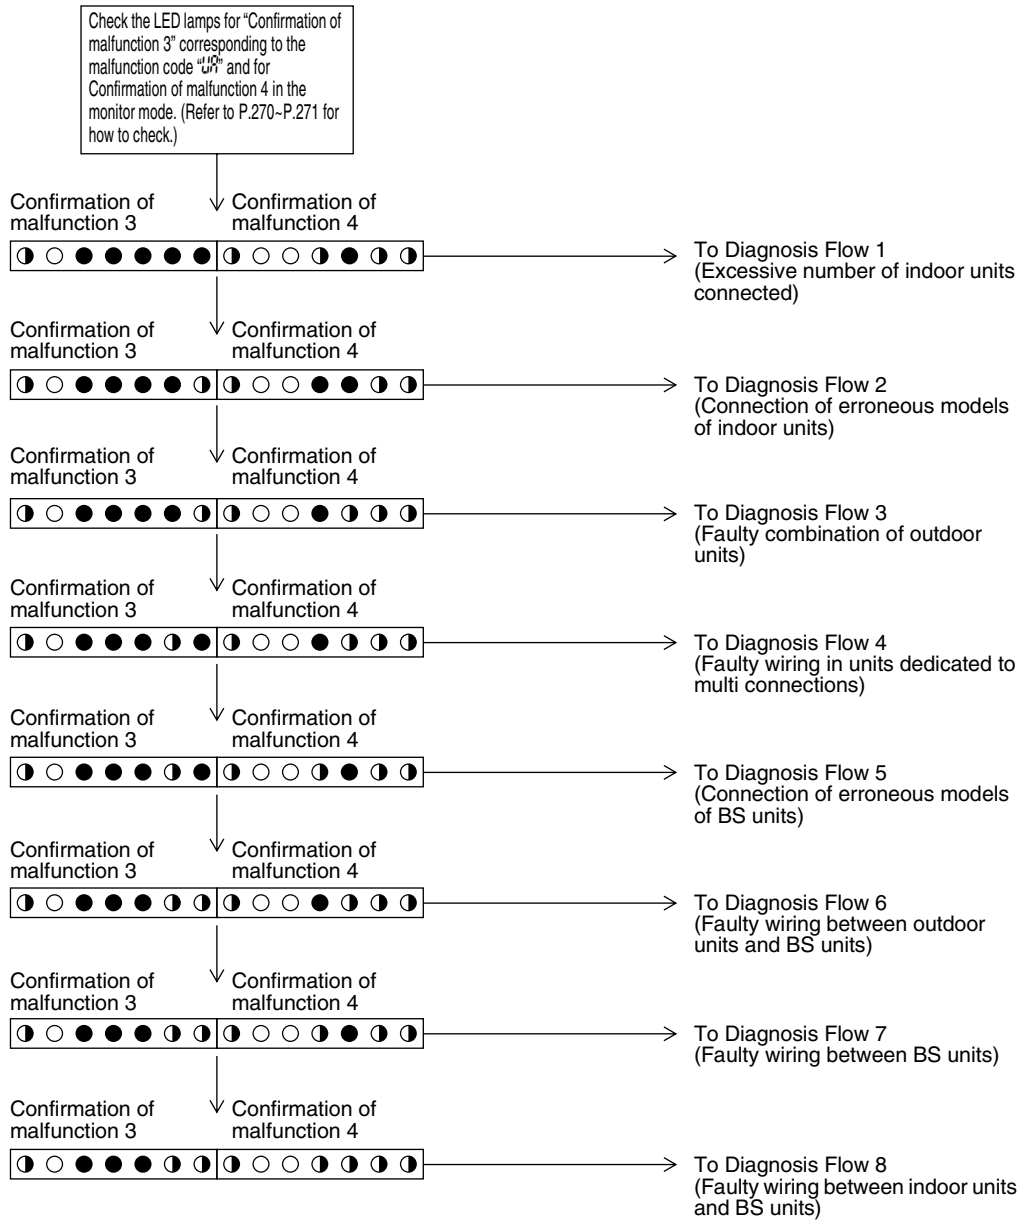 Check the LED lamps for “Confirmation of
malfunction 3” corresponding to the
malfunction code “UA” and for
Confirmation of malfunction 4 in the
monitor mode. (Refer to P.270~P.271 for
how to check.)
Confirmation of
malfunction 3
Confirmation of
malfunction 4
To Diagnosis Flow 1
(Excessive number of indoor units
connected)
Confirmation of
malfunction 3
Confirmation of
malfunction 4
To Diagnosis Flow 2
(Connection of erroneous models
of indoor units)
Confirmation of
malfunction 3
Confirmation of
malfunction 4
To Diagnosis Flow 3
(Faulty combination of outdoor
units)
Confirmation of
malfunction 3
Confirmation of
malfunction 4
To Diagnosis Flow 4
(Faulty wiring in units dedicated to
multi connections)
Confirmation of
malfunction 3
Confirmation of
malfunction 4
To Diagnosis Flow 5
(Connection of erroneous models
of BS units)
Confirmation of
malfunction 3
Confirmation of
malfunction 4
To Diagnosis Flow 6
(Faulty wiring between outdoor
units and BS units)
Confirmation of
malfunction 3
Confirmation of
malfunction 4
To Diagnosis Flow 7
(Faulty wiring between BS units)
Confirmation of
malfunction 3
Confirmation of
malfunction 4
To Diagnosis Flow 8
(Faulty wiring between indoor units
and BS units)